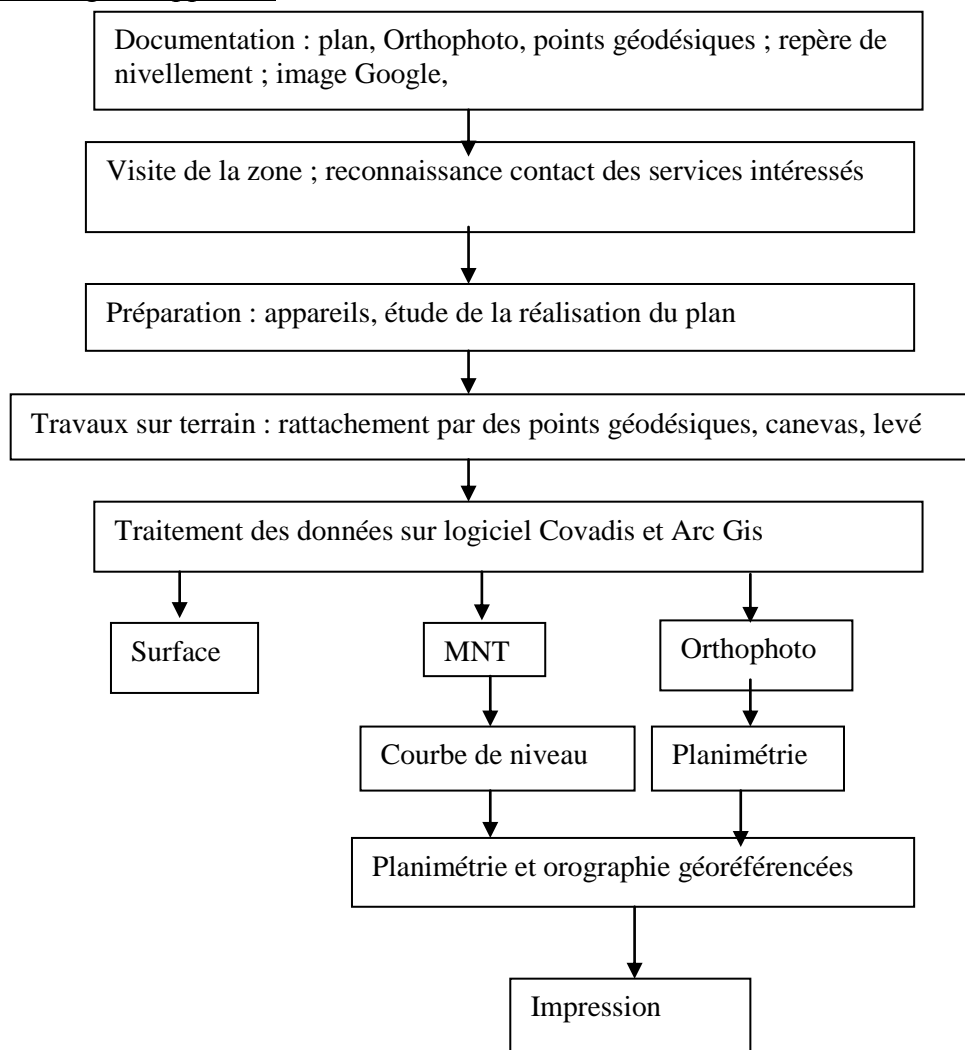 Documentation : plan, Orthophoto, points géodésiques ; repère de
nivellement ; image Google,
Visite de la zone ; reconnaissance contact des services intéressés
Préparation : appareils, étude de la réalisation du plan
Travaux sur terrain : rattachement par des points géodésiques, canevas, levé
Traitement des données sur logiciel Covadis et Arc Gis
Surface
MNT
Orthophoto
Courbe de niveau
Planimétrie
Planimétrie et orographie géoréférencées
Impression